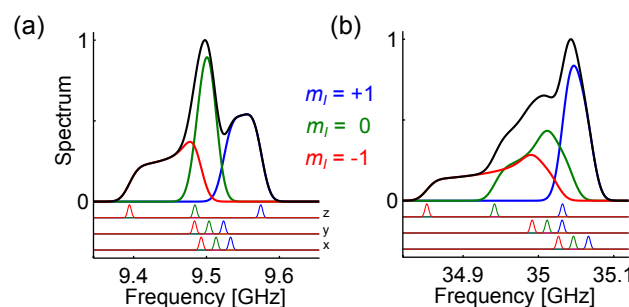 (a)
1
Spectrum
0
z
y
x
9.4 9.5 9.6
Frequency [GHz]
m_I = +1
m_I = 0
m_I = -1
(b)
1
0
34.9 35 35.1
Frequency [GHz]